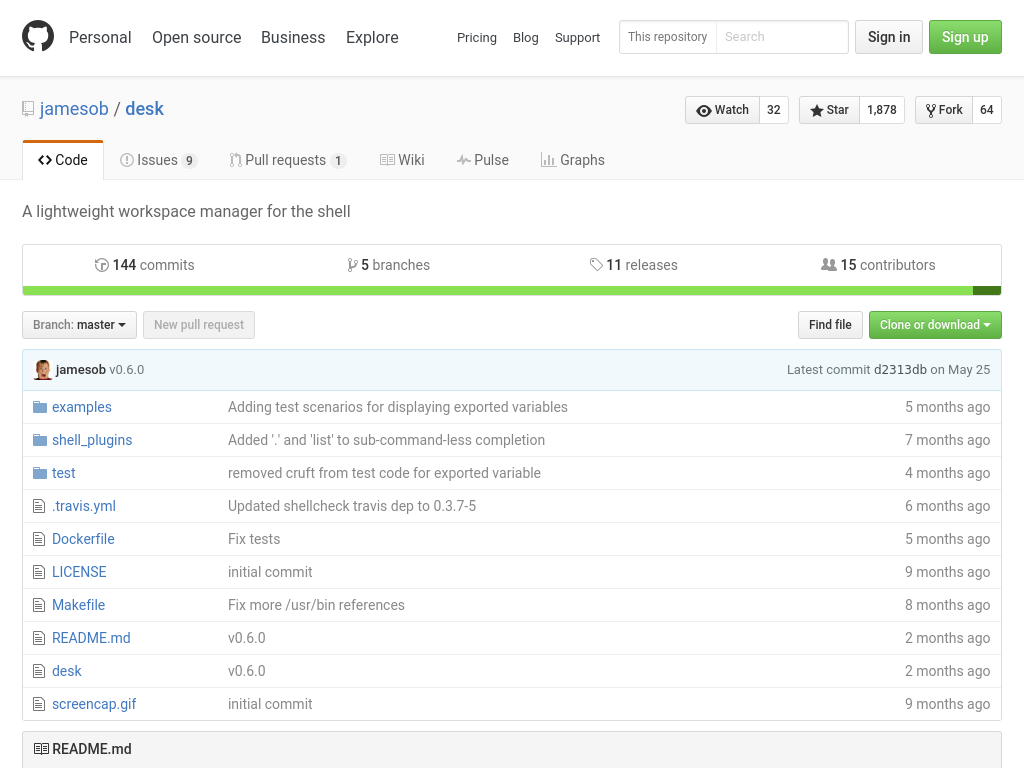 Personal Open source Business Explore Pricing Blog Support This repository Search Sign in Sign up
jamesob / desk Watch 32 Star 1,878 Fork 64
Code Issues 9 Pull requests 1 Wiki Pulse Graphs
A lightweight workspace manager for the shell
144 commits 5 branches 11 releases 15 contributors
Branch: master New pull request Find file Clone or download
jamesob v0.6.0 Latest commit d2313db on May 25
examples Adding test scenarios for displaying exported variables 5 months ago
shell_plugins Added '.' and 'list' to sub-command-less completion 7 months ago
test removed cruft from test code for exported variable 4 months ago
.travis.yml Updated shellcheck travis dep to 0.3.7-5 6 months ago
Dockerfile Fix tests 5 months ago
LICENSE initial commit 9 months ago
Makefile Fix more /usr/bin references 8 months ago
README.md v0.6.0 2 months ago
desk v0.6.0 2 months ago
screencap.gif initial commit 9 months ago
README.md